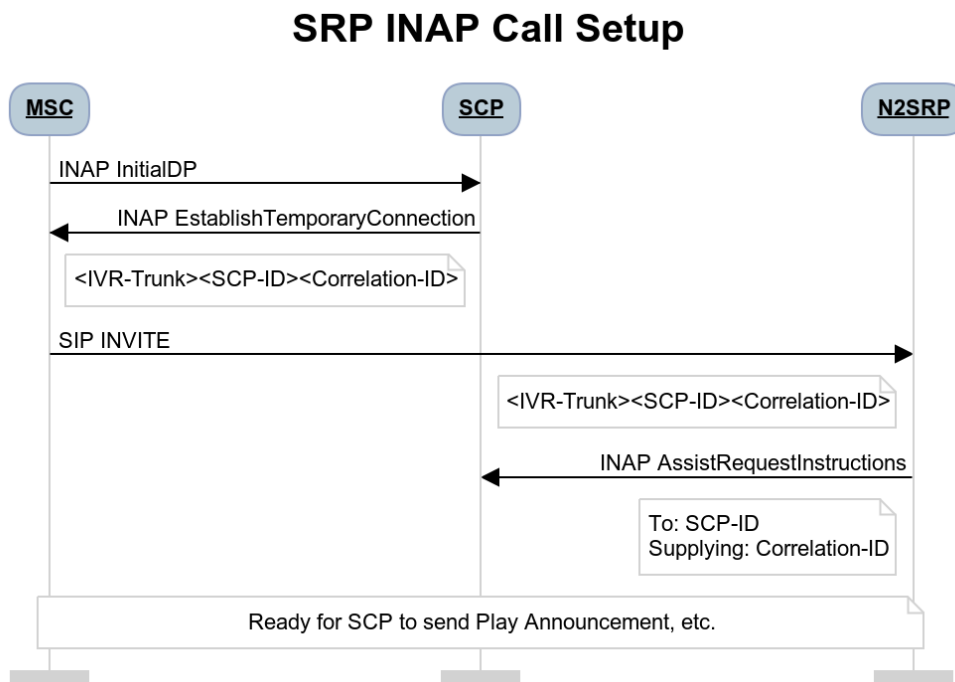 SRP INAP Call Setup
MSC
SCP
N2SRP
INAP InitialDP
INAP EstablishTemporaryConnection
<IVR-Trunk><SCP-ID><Correlation-ID>
SIP INVITE
<IVR-Trunk><SCP-ID><Correlation-ID>
INAP AssistRequestInstructions
To: SCP-ID
Supplying: Correlation-ID
Ready for SCP to send Play Announcement, etc.